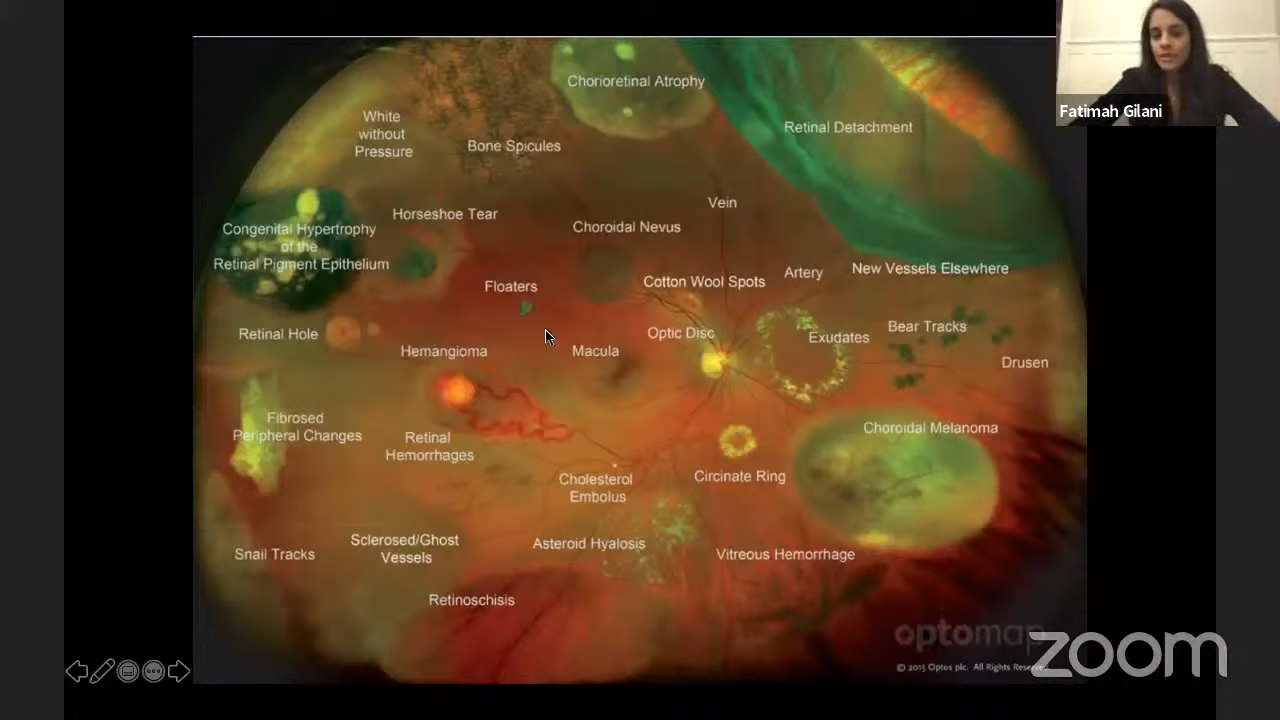 Chorioretinal Atrophy
Fatimah Gilani
White
without
Pressure
Bone Spicules
Retinal Detachment
Vein
Horseshoe Tear
Choroidal Nevus
Congenital Hypertrophy
of the
Retinal Pigment Epithelium
Floaters
Cotton Wool Spots
Artery
New Vessels Elsewhere
Retinal Hole
Optic Disc
Exudates
Bear Tracks
Hemangioma
Macula
Drusen
Fibrosed
Peripheral Changes
Retinal
Hemorrhages
Choroidal Melanoma
Cholesterol
Embolus
Circinate Ring
Snail Tracks
Sclerosed/Ghost
Vessels
Asteroid Hyalosis
Vitreous Hemorrhage
Retinoschisis
optomap
zoom
© 2015 Optos plc. All Rights Reserved